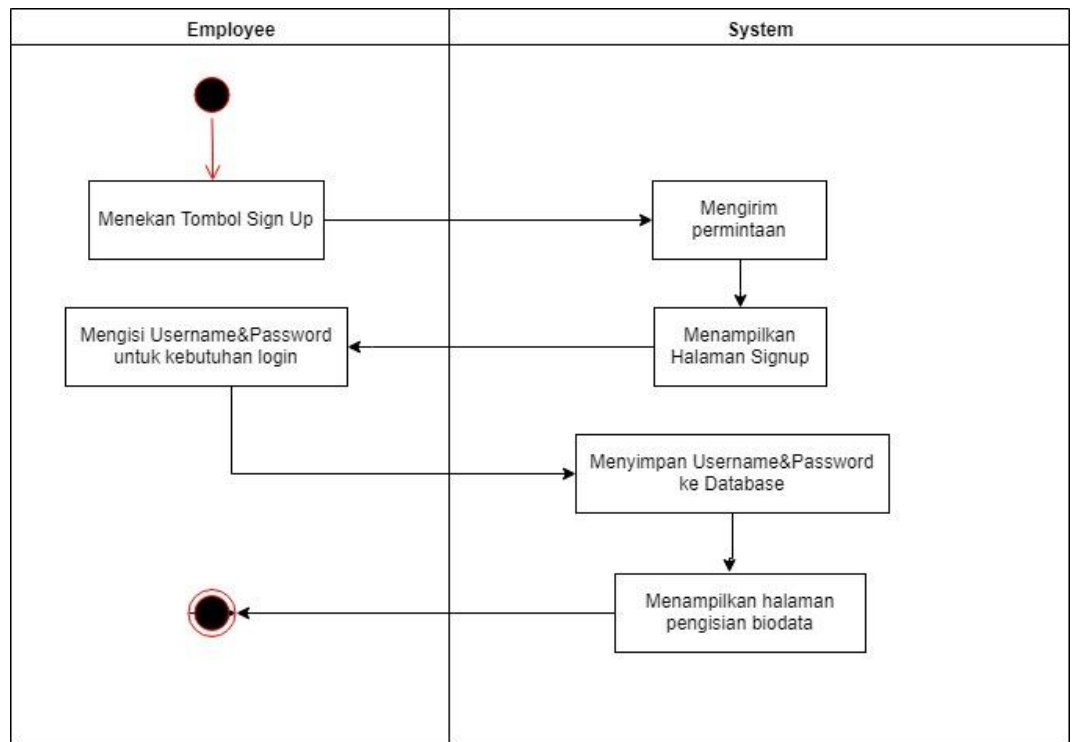 Employee
System
Menekan Tombol Sign Up
Mengirim
permintaan
Menampilkan
Halaman Signup
Mengisi Username&Password
untuk kebutuhan login
Menyimpan Username&Password
ke Database
Menampilkan halaman
pengisian biodata